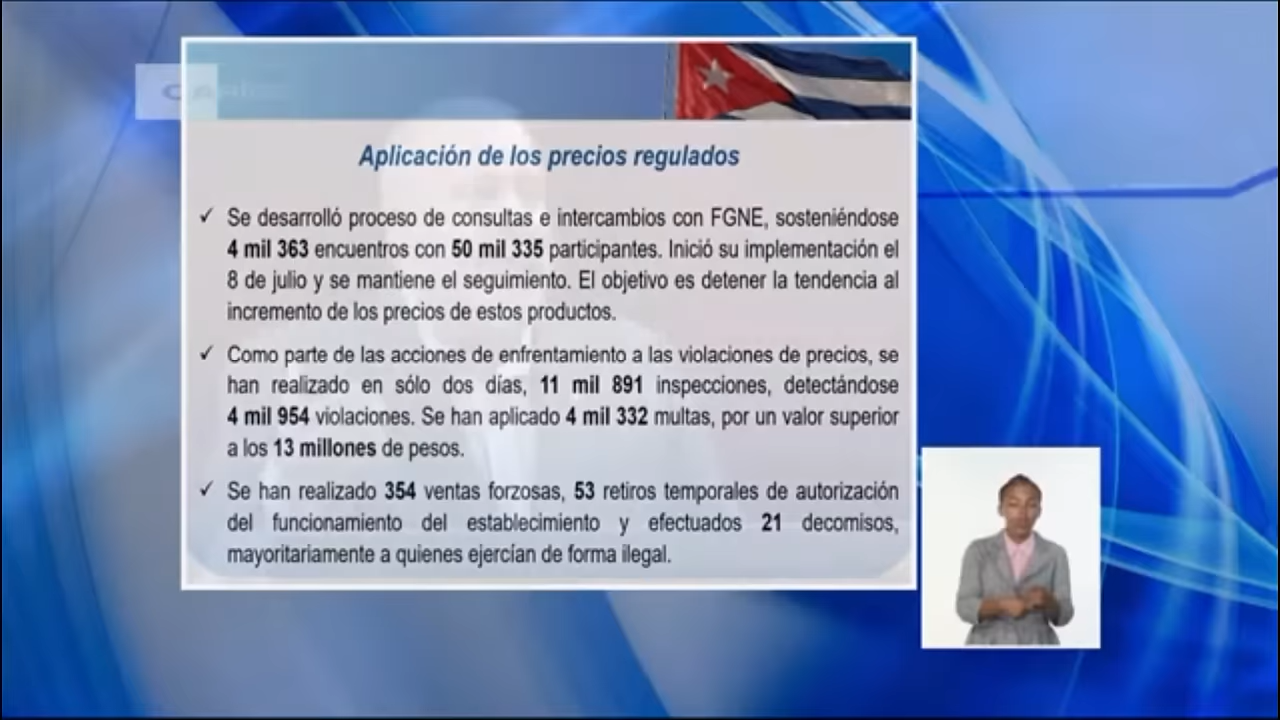 Aplicación de los precios regulados
✓ Se desarrolló proceso de consultas e intercambios con FGNE, sosteniéndose
4 mil 363 encuentros con 50 mil 335 participantes. Inició su implementación el
8 de julio y se mantiene el seguimiento. El objetivo es detener la tendencia al
incremento de los precios de estos productos.
✓ Como parte de las acciones de enfrentamiento a las violaciones de precios, se
han realizado en sólo dos días, 11 mil 891 inspecciones, detectándose
4 mil 954 violaciones. Se han aplicado 4 mil 332 multas, por un valor superior
a los 13 millones de pesos.
✓ Se han realizado 354 ventas forzosas, 53 retiros temporales de autorización
del funcionamiento del establecimiento y efectuados 21 decomisos,
mayoritariamente a quienes ejercían de forma ilegal.